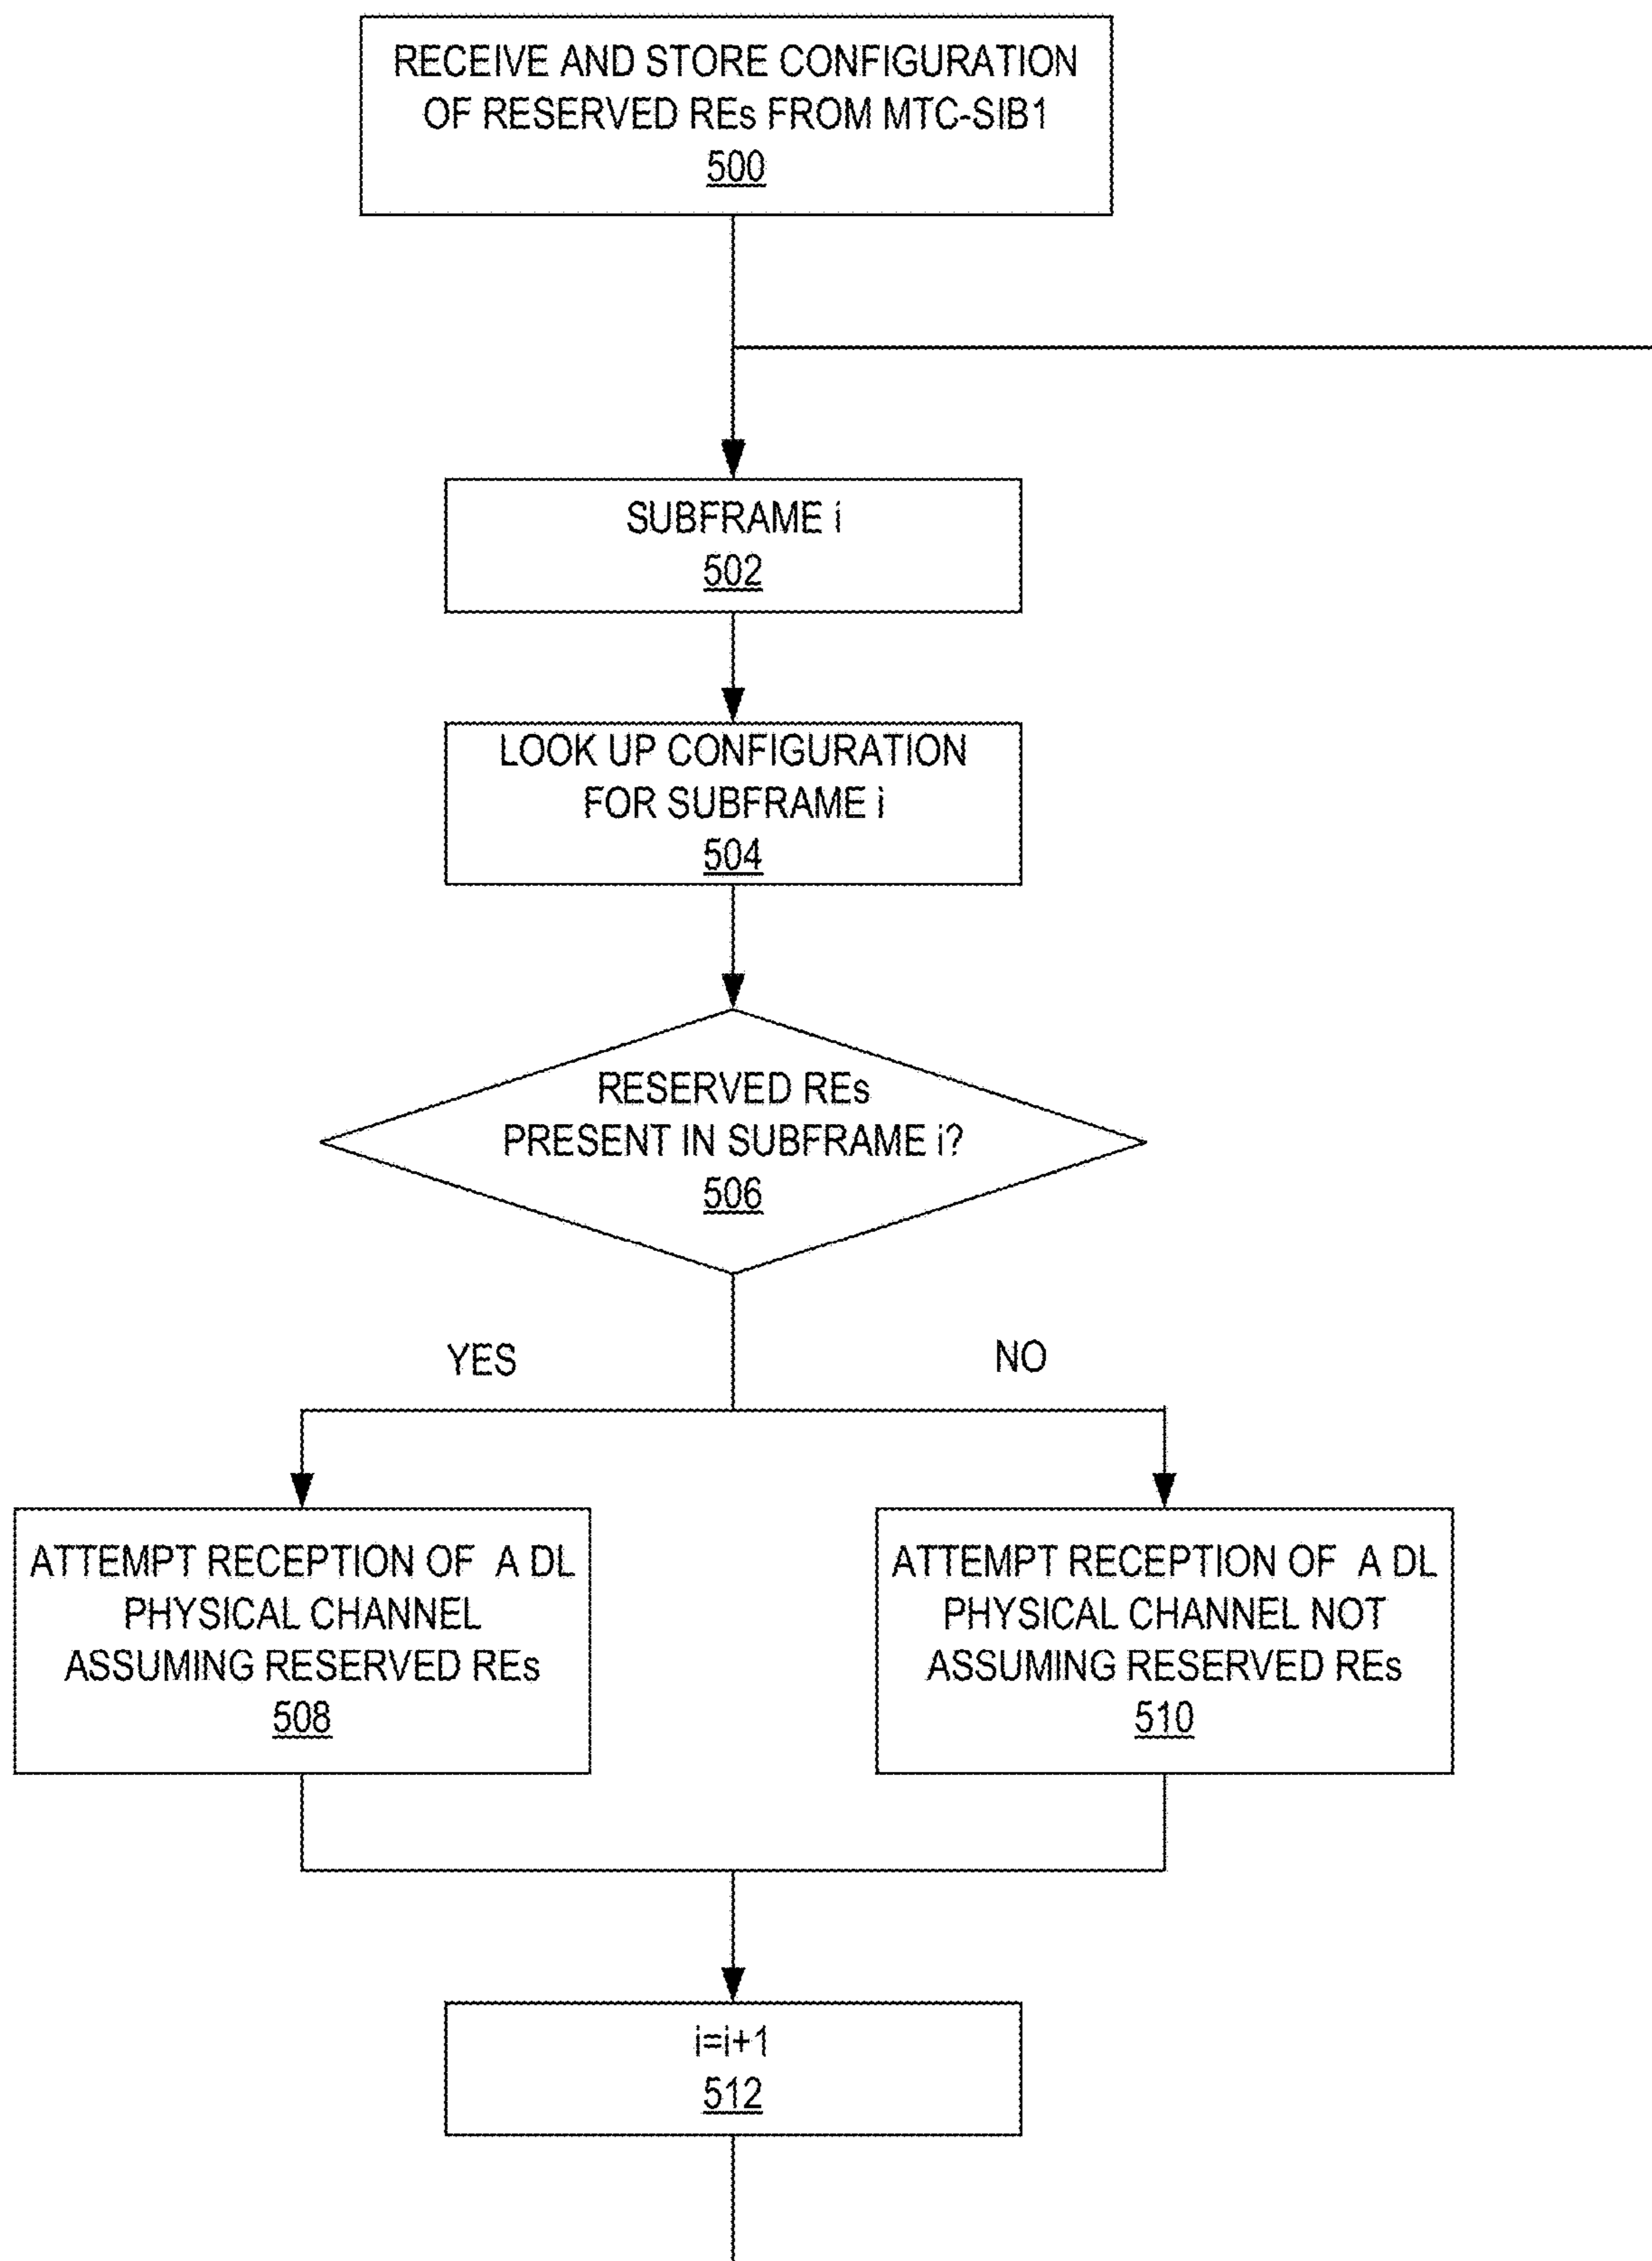 RECEIVE AND STORE CONFIGURATION
OF RESERVED REs FROM MTC-SIB1
500
SUBFRAME i
502
LOOK UP CONFIGURATION
FOR SUBFRAME i
504
RESERVED REs
PRESENT IN SUBFRAME i?
506
YES
NO
ATTEMPT RECEPTION OF A DL
PHYSICAL CHANNEL
ASSUMING RESERVED REs
508
ATTEMPT RECEPTION OF A DL
PHYSICAL CHANNEL NOT
ASSUMING RESERVED REs
510
i=i+1
512